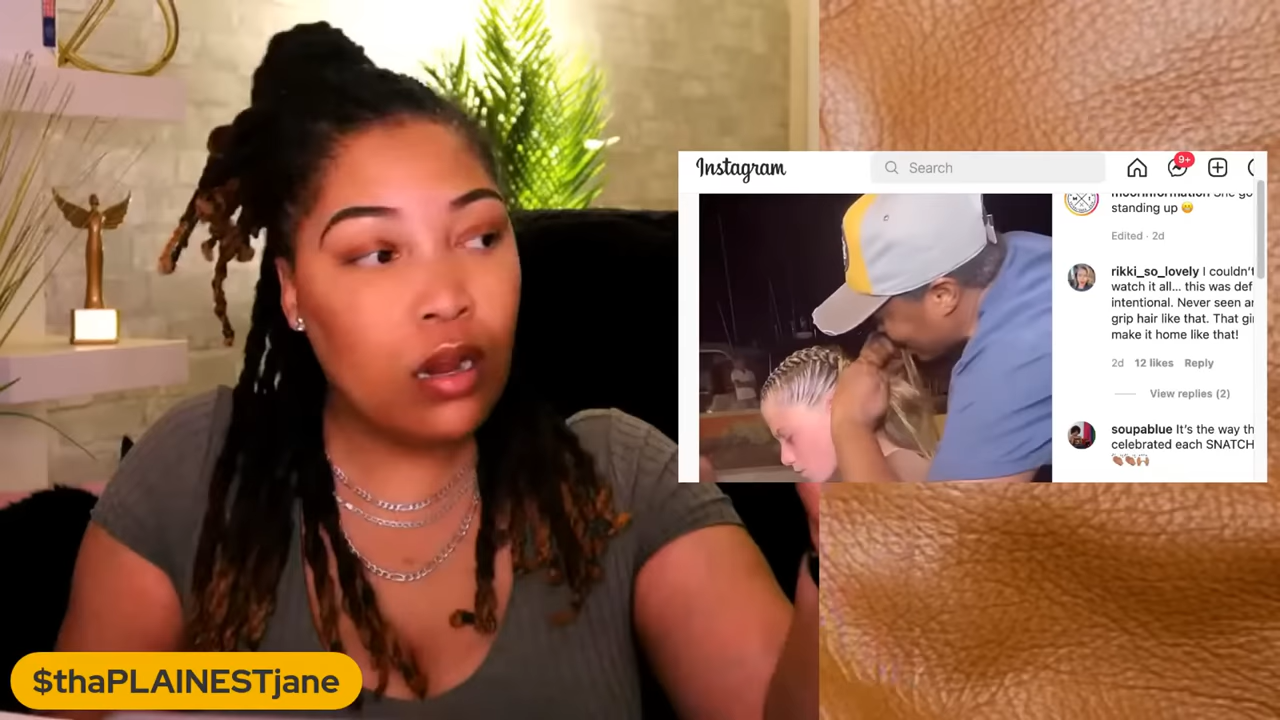 Instagram
Search
9+
standing up
Edited · 2d
rikki_so_lovely I couldn't
watch it all... this was def
intentional. Never seen an
grip hair like that. That gi
make it home like that!
2d 12 likes Reply
View replies (2)
soupablue It's the way th
celebrated each SNATCH
$thaPLAINESTjane